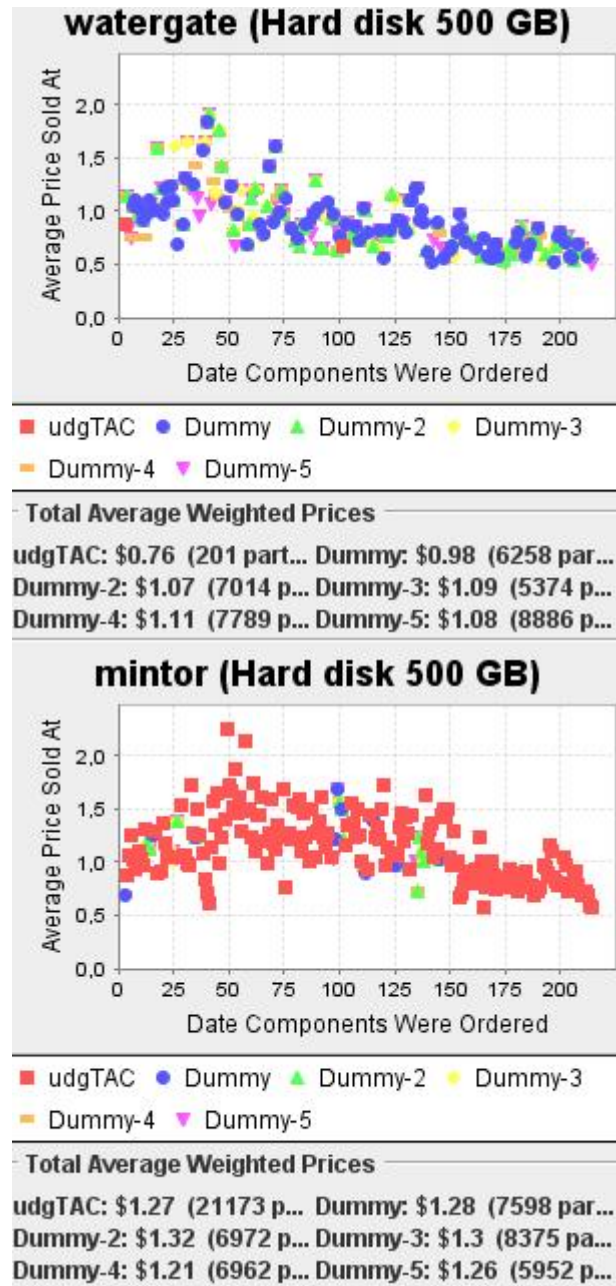 watergate (Hard disk 500 GB)
Average Price Sold At
2,0
1,5
1,0
0,5
0,0
0 25 50 75 100 125 150 175 200
Date Components Were Ordered
udgTAC Dummy Dummy-2 Dummy-3
Dummy-4 Dummy-5
Total Average Weighted Prices
udgTAC: $0.76 (201 part... Dummy: $0.98 (6258 par...
Dummy-2: $1.07 (7014 p... Dummy-3: $1.09 (5374 p...
Dummy-4: $1.11 (7789 p... Dummy-5: $1.08 (8886 p...
mintor (Hard disk 500 GB)
Average Price Sold At
2,0
1,5
1,0
0,5
0,0
0 25 50 75 100 125 150 175 200
Date Components Were Ordered
udgTAC Dummy Dummy-2 Dummy-3
Dummy-4 Dummy-5
Total Average Weighted Prices
udgTAC: $1.27 (21173 p... Dummy: $1.28 (7598 par...
Dummy-2: $1.32 (6972 p... Dummy-3: $1.3 (8375 pa...
Dummy-4: $1.21 (6962 p... Dummy-5: $1.26 (5952 p...